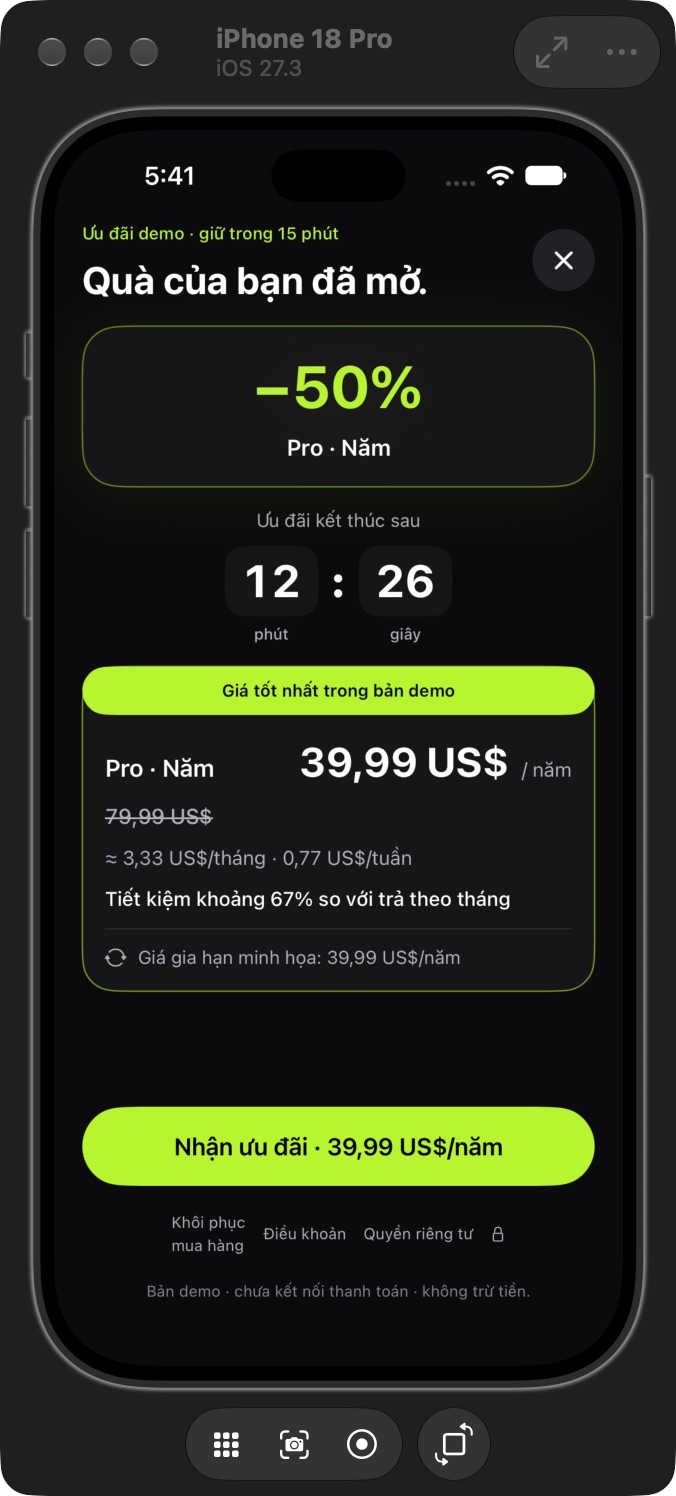 iPhone 18 Pro
iOS 27.3
5:41
Ưu đãi demo · giữ trong 15 phút
Quà của bạn đã mở.
–50%
Pro · Năm
Ưu đãi kết thúc sau
12 : 26
phút giây
Giá tốt nhất trong bản demo
Pro · Năm 39,99 US$ / năm
79,99 US$
≈ 3,33 US$/tháng · 0,77 US$/tuần
Tiết kiệm khoảng 67% so với trả theo tháng
Giá gia hạn minh họa: 39,99 US$/năm
Nhận ưu đãi · 39,99 US$/năm
Khôi phục
mua hàng
Điều khoản Quyền riêng tư
Bản demo · chưa kết nối thanh toán · không trừ tiền.